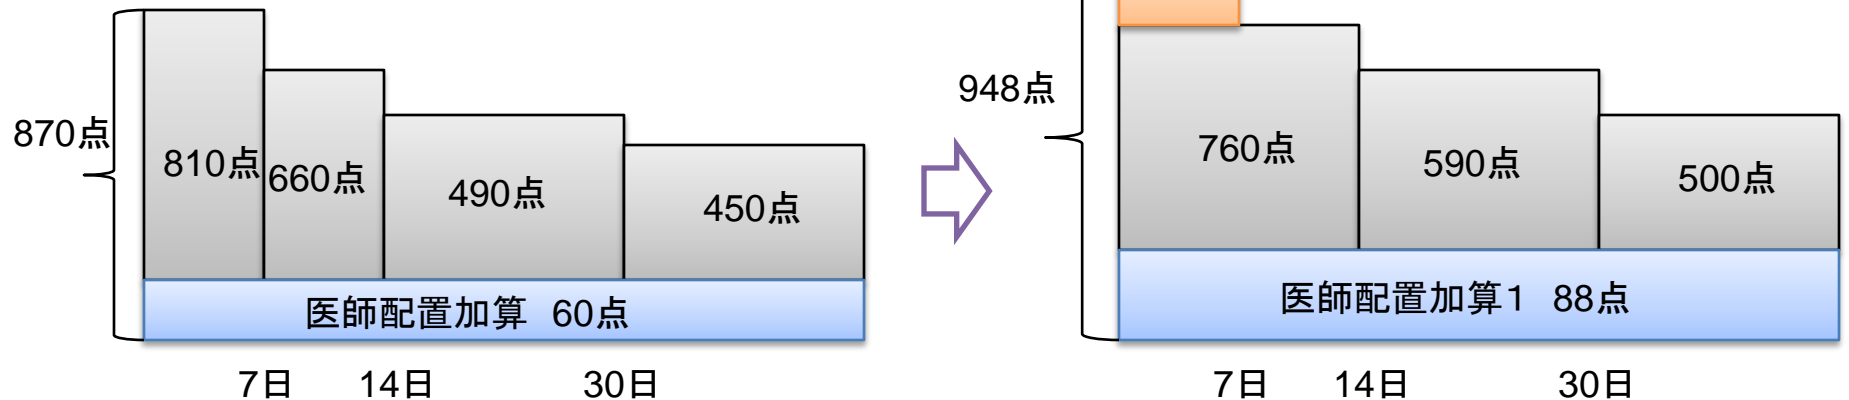 870点
810点
660点
490点
450点
医師配置加算　60点
7日
14日
30日
948点
760点
590点
500点
医師配置加算１　88点
7日
14日
30日